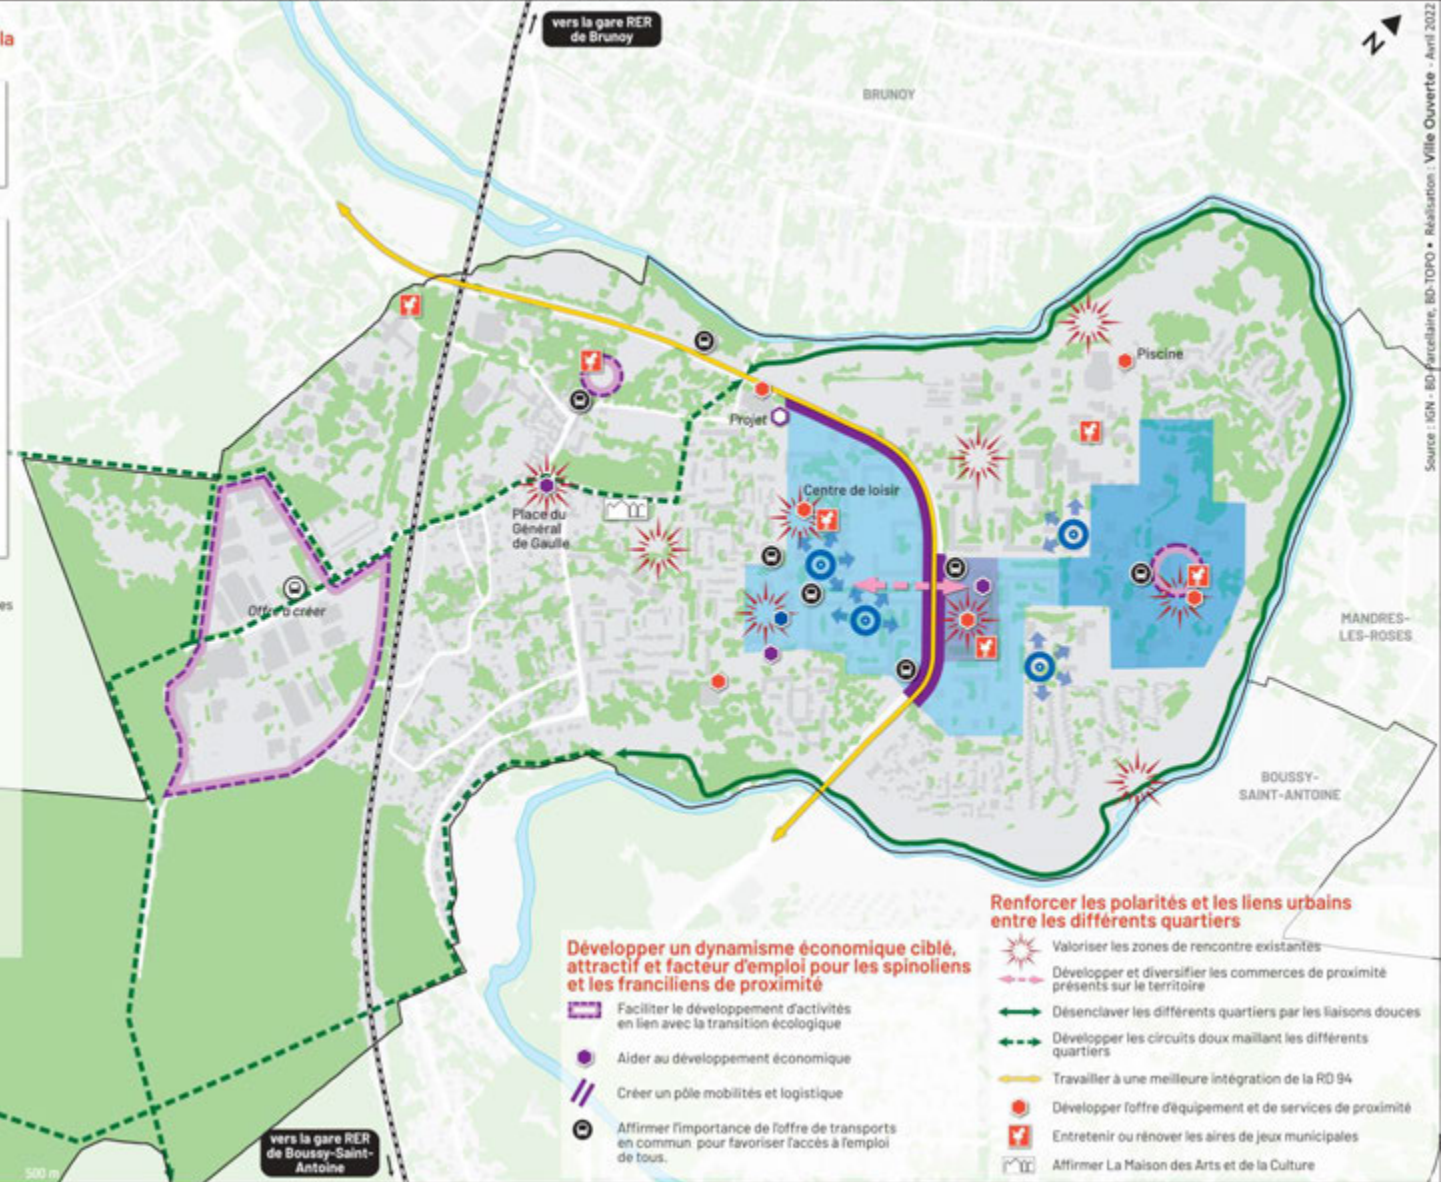 la
vers la gare RER
de Brunoy
N
Source : IGN - BD Parcellaire, BD-TOPO • Réalisation : Ville Ouverte - Avril 2022
BRUNOY
Piscine
Projet
Centre de loisir
Place du
Général
de Gaulle
Offre à créer
es
MANDRES-
LES-ROSES
BOUSSY-
SAINT-ANTOINE
Développer un dynamisme économique ciblé,
attractif et facteur d'emploi pour les spinoliens
et les franciliens de proximité
Faciliter le développement d'activités
en lien avec la transition écologique
Aider au développement économique
Créer un pôle mobilités et logistique
Affirmer l'importance de l'offre de transports
en commun pour favoriser l'accès à l'emploi
de tous.
Renforcer les polarités et les liens urbains
entre les différents quartiers
Valoriser les zones de rencontre existantes
Développer et diversifier les commerces de proximité
présents sur le territoire
Désenclaver les différents quartiers par les liaisons douces
Développer les circuits doux maillant les différents
quartiers
Travailler à une meilleure intégration de la RD 94
Développer l'offre d'équipement et de services de proximité
Entretenir ou rénover les aires de jeux municipales
Affirmer La Maison des Arts et de la Culture
vers la gare RER
de Boussy-Saint-
Antoine
500 m